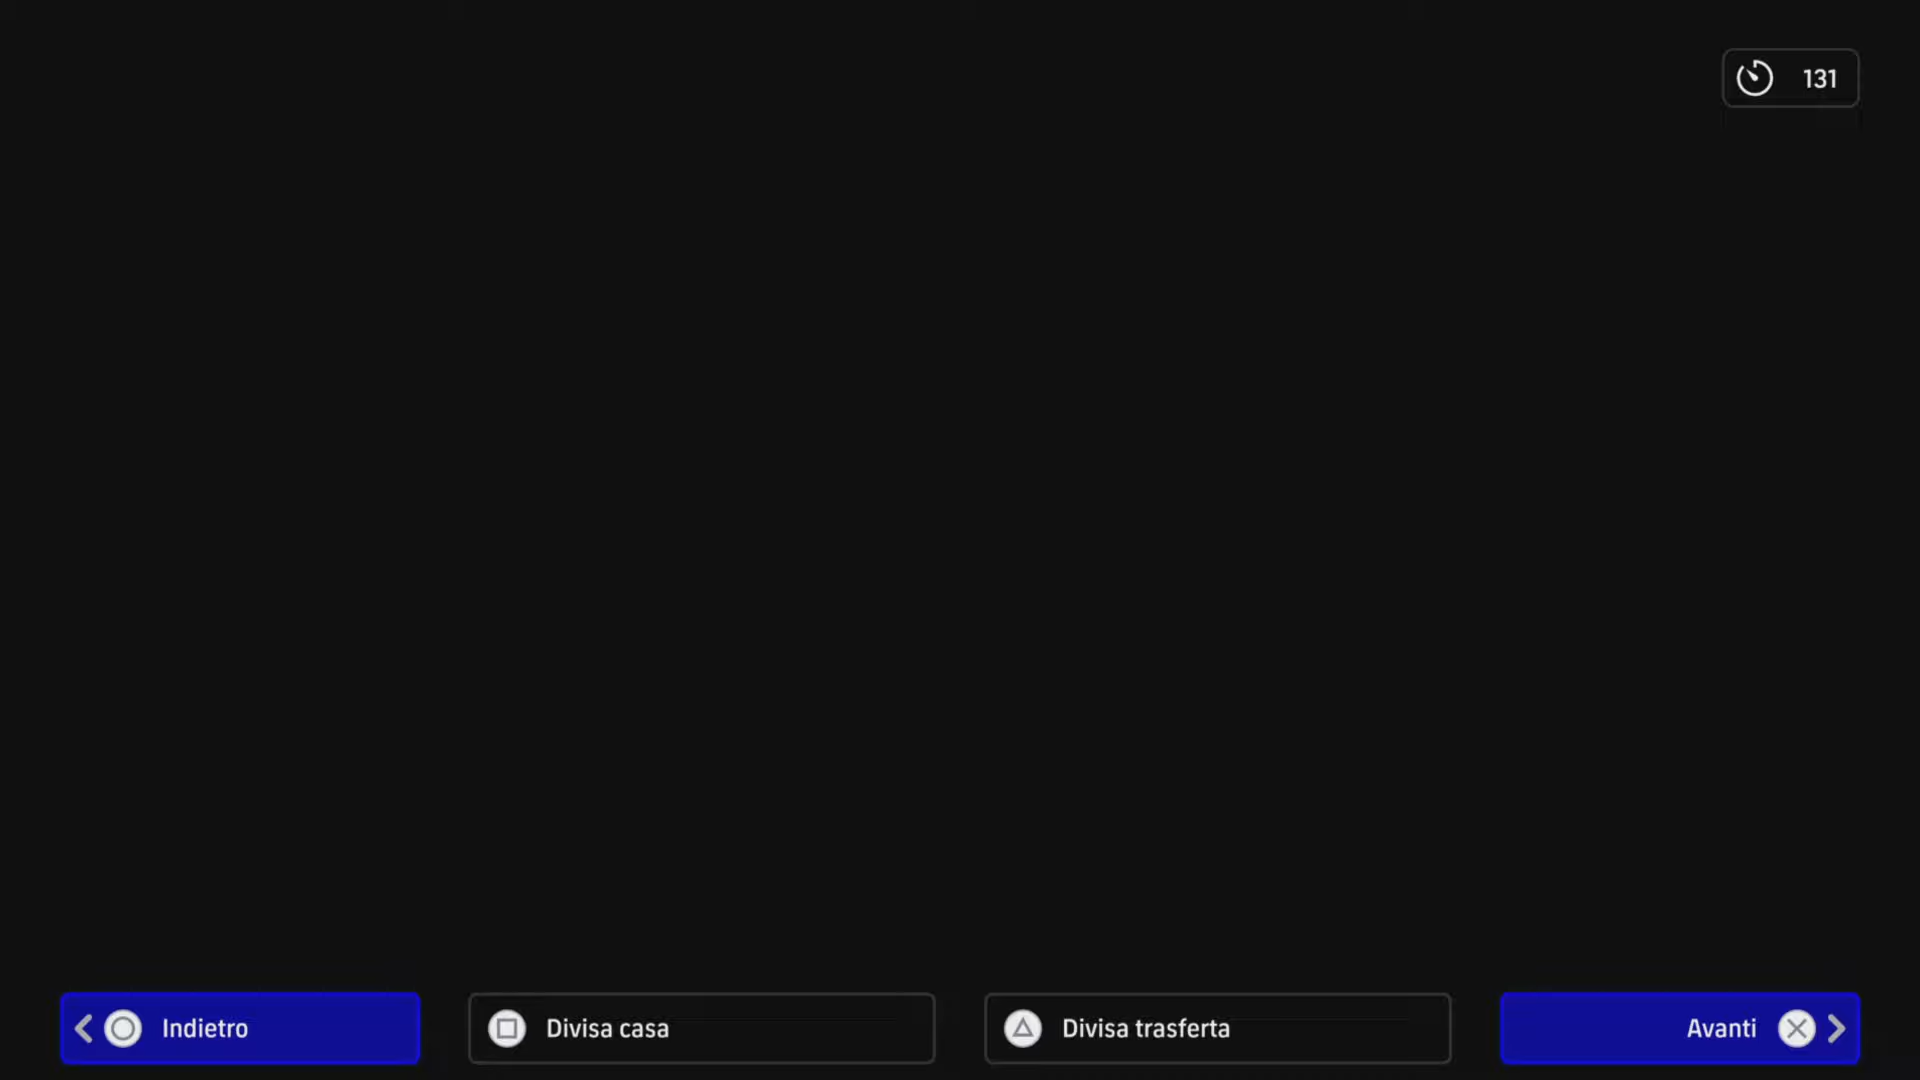 131
Indietro
Divisa casa
Divisa trasferta
Avanti